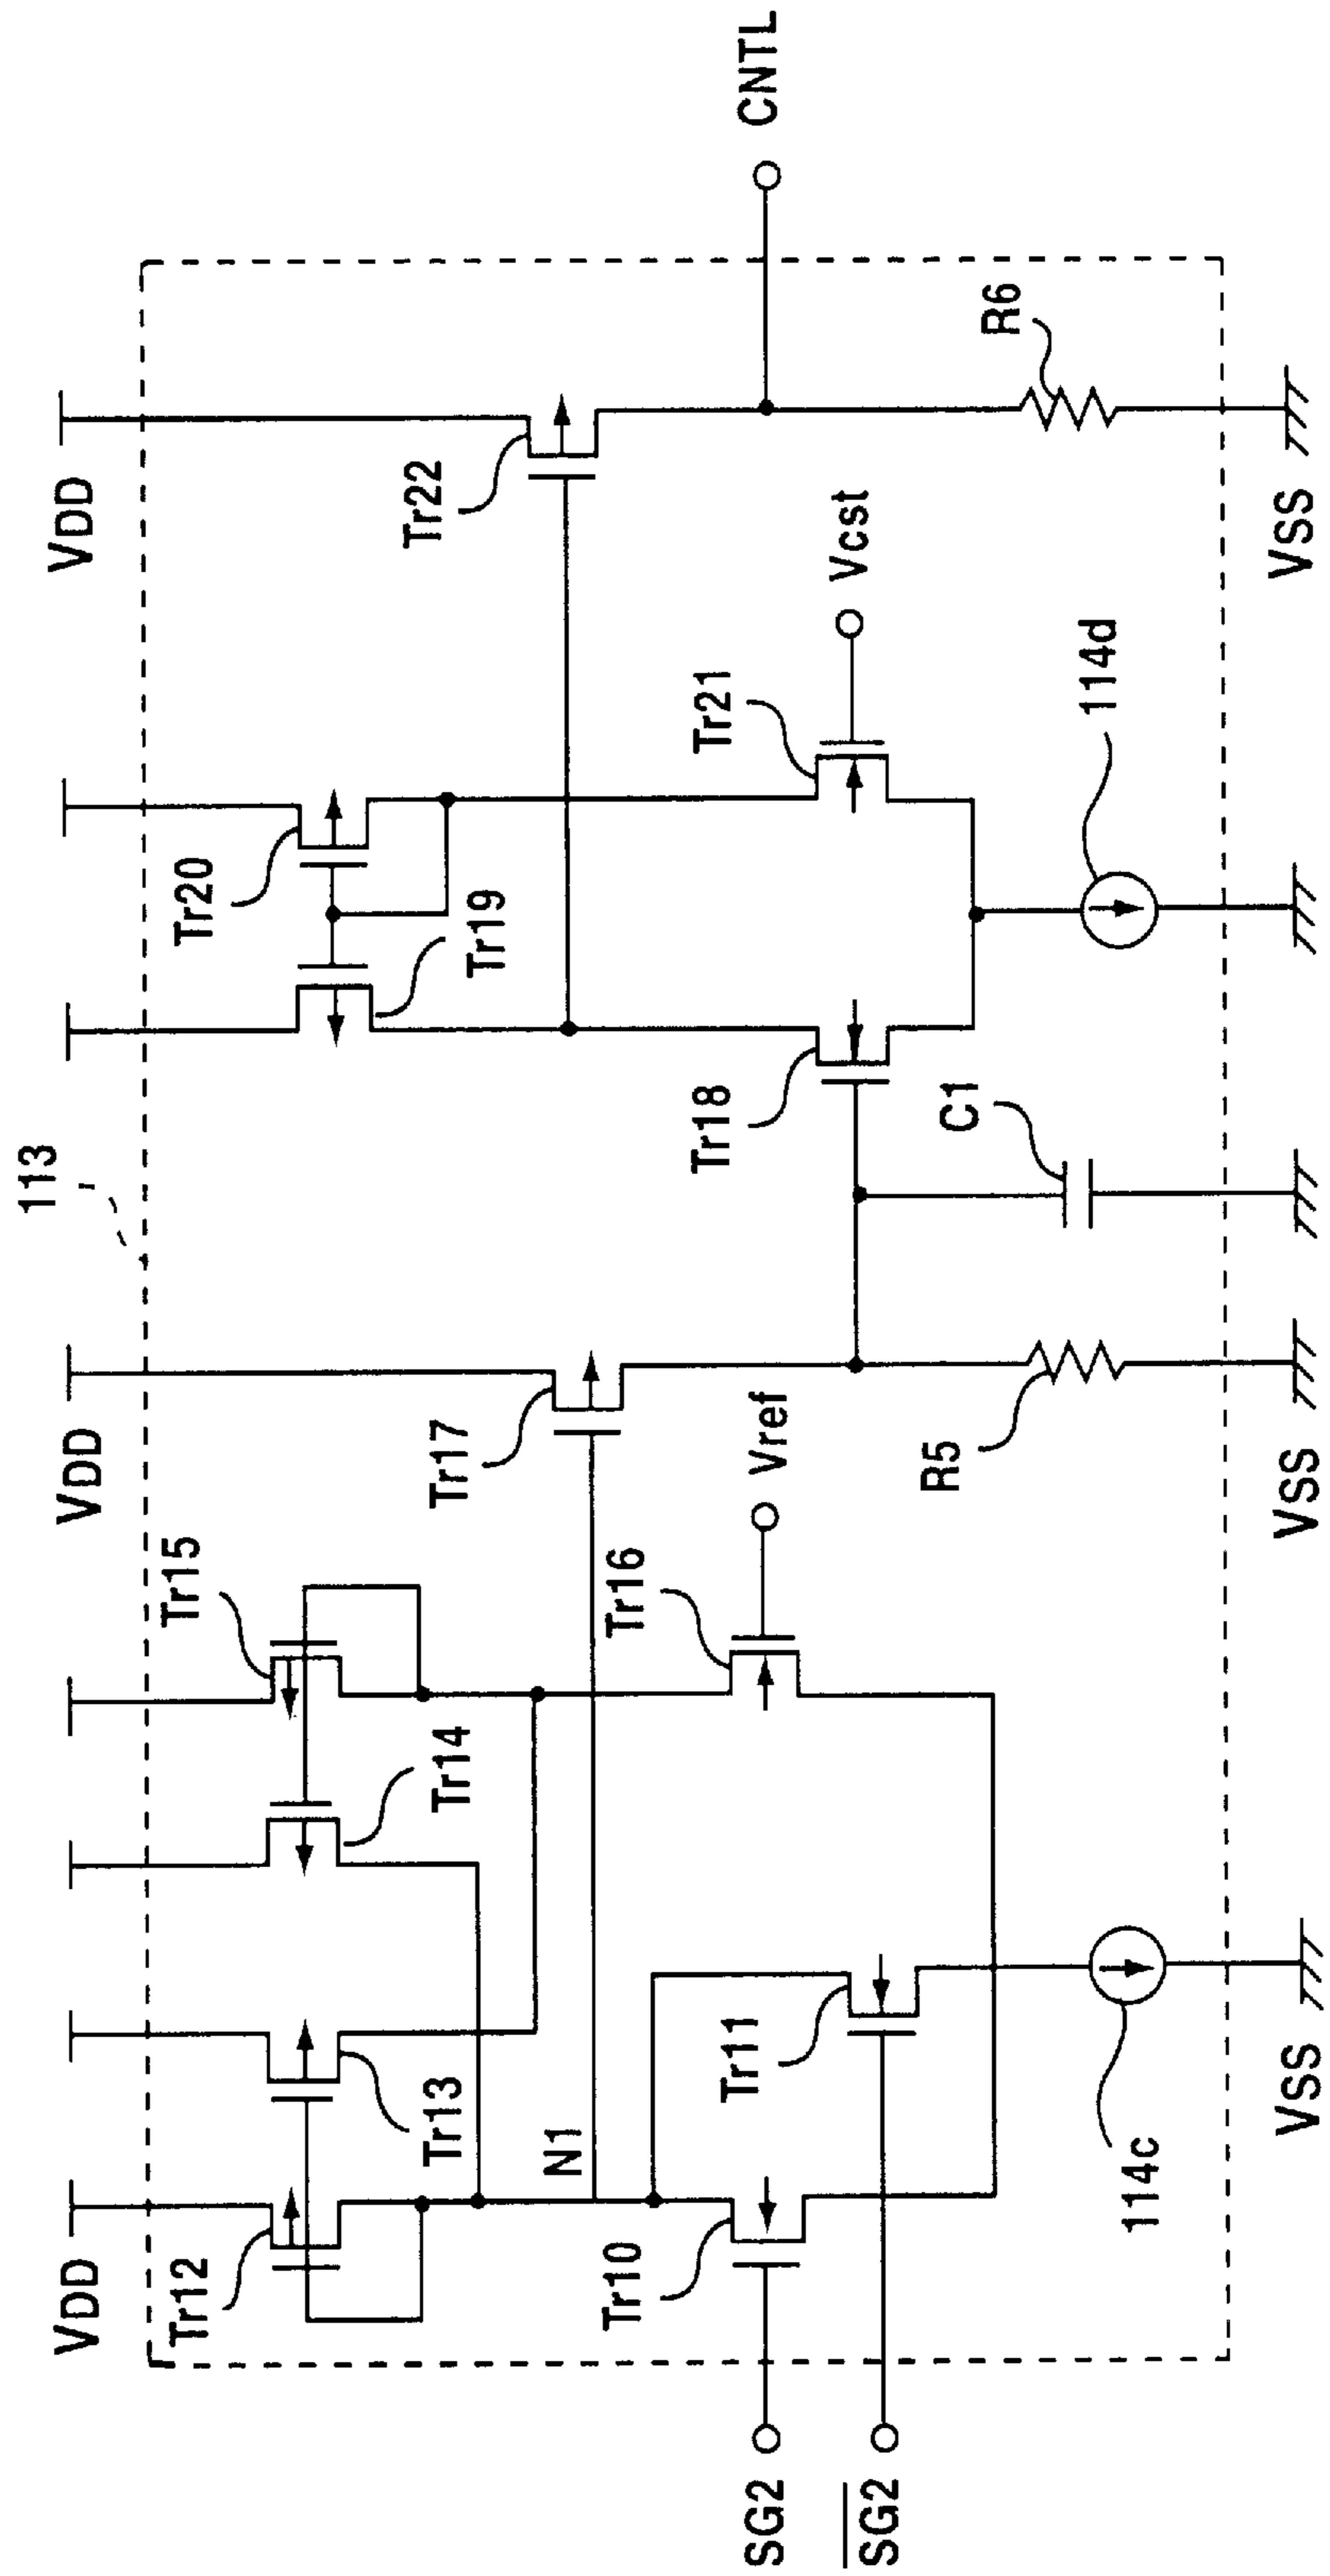 113
VDD
VDD
VDD
Tr12
Tr13
Tr14
Tr15
Tr17
Tr19
Tr20
Tr22
N1
Tr10
Tr11
Tr16
Vref
Tr18
Tr21
Vcst
CNTL
SG2
SG2
114c
R5
C1
114d
R6
VSS
VSS
VSS